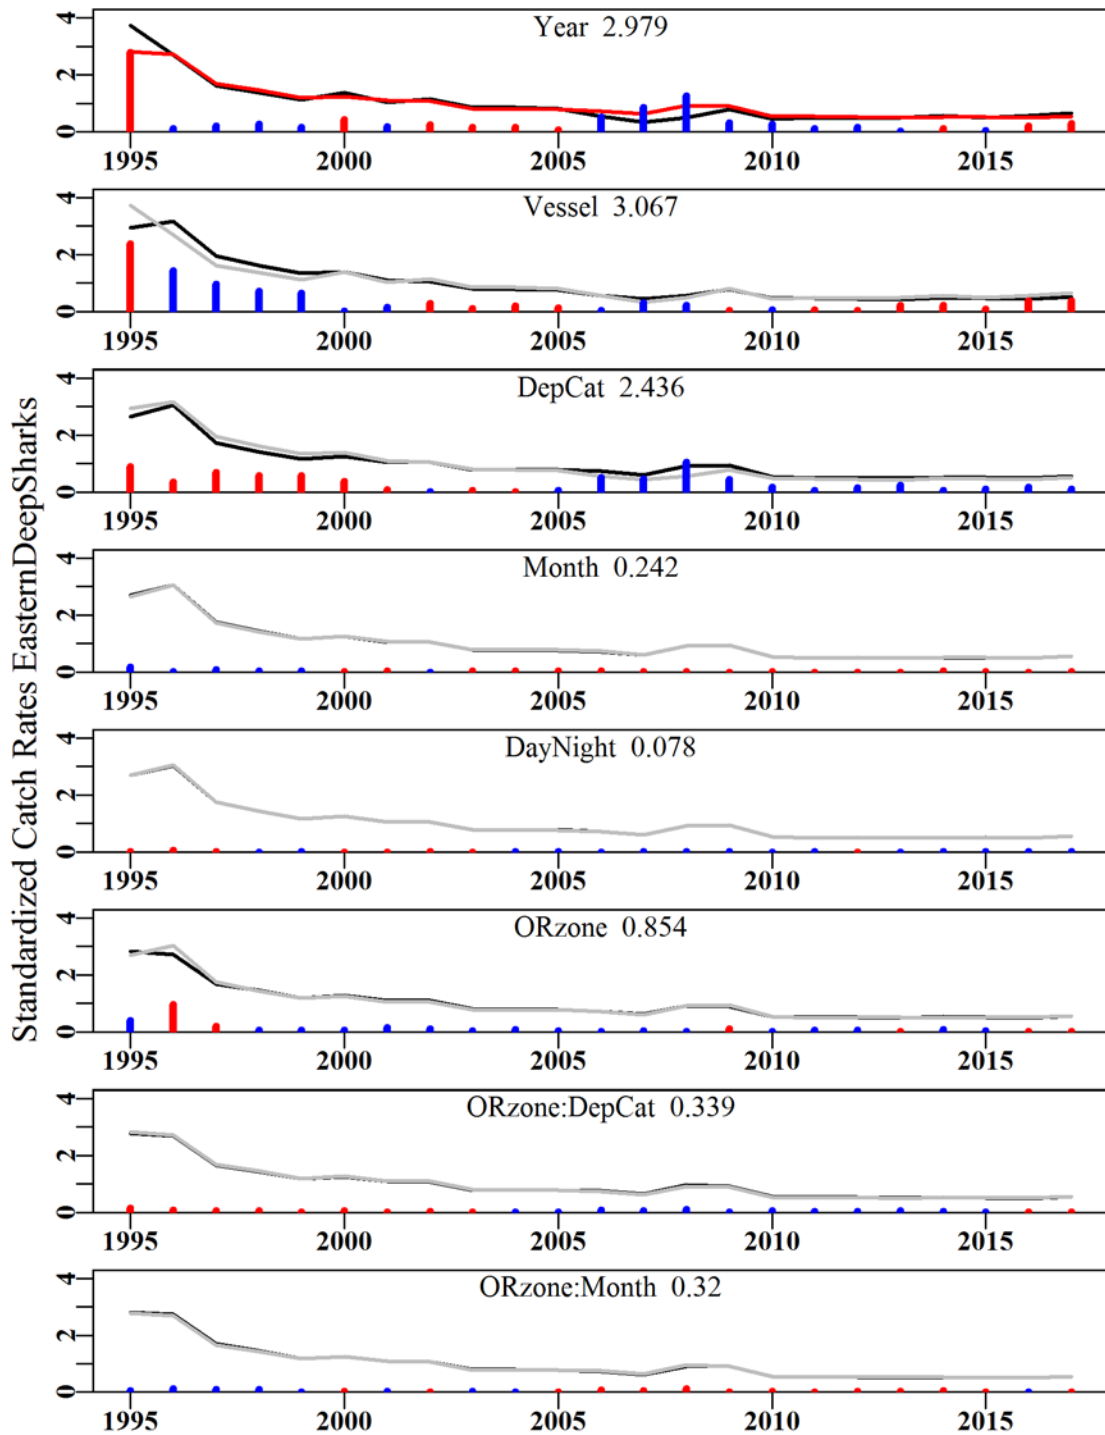 Standardized Catch Rates EasternDeepSharks
Year 2.979
0 2 4
1995 2000 2005 2010 2015
Vessel 3.067
0 2 4
1995 2000 2005 2010 2015
DepCat 2.436
0 2 4
1995 2000 2005 2010 2015
Month 0.242
0 2 4
1995 2000 2005 2010 2015
DayNight 0.078
0 2 4
1995 2000 2005 2010 2015
ORzone 0.854
0 2 4
1995 2000 2005 2010 2015
ORzone:DepCat 0.339
0 2 4
1995 2000 2005 2010 2015
ORzone:Month 0.32
0 2 4
1995 2000 2005 2010 2015